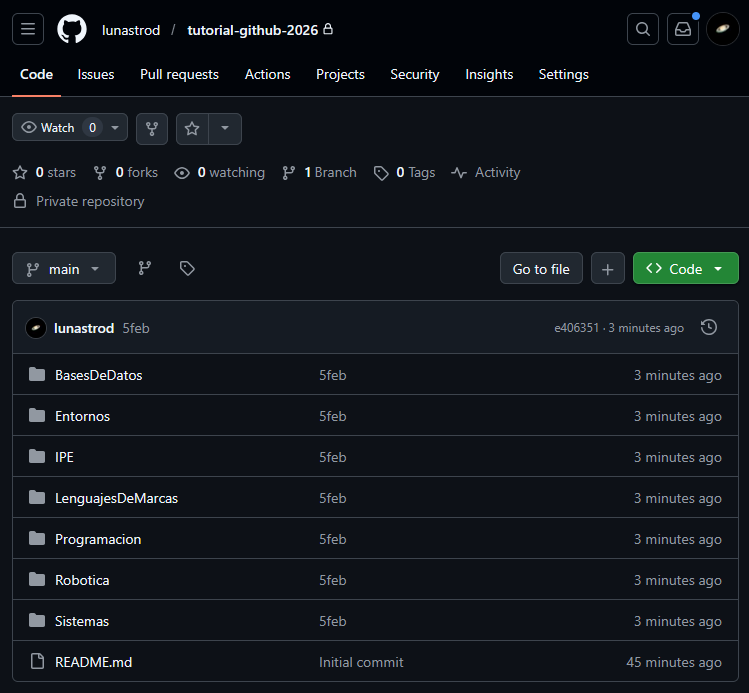 lunastrod / tutorial-github-2026
Code Issues Pull requests Actions Projects Security Insights Settings
Watch 0
0 stars 0 forks 0 watching 1 Branch 0 Tags Activity
Private repository
main Go to file + <> Code
lunastrod 5feb e406351 · 3 minutes ago
BasesDeDatos 5feb 3 minutes ago
Entornos 5feb 3 minutes ago
IPE 5feb 3 minutes ago
LenguajesDeMarcas 5feb 3 minutes ago
Programacion 5feb 3 minutes ago
Robotica 5feb 3 minutes ago
Sistemas 5feb 3 minutes ago
README.md Initial commit 45 minutes ago